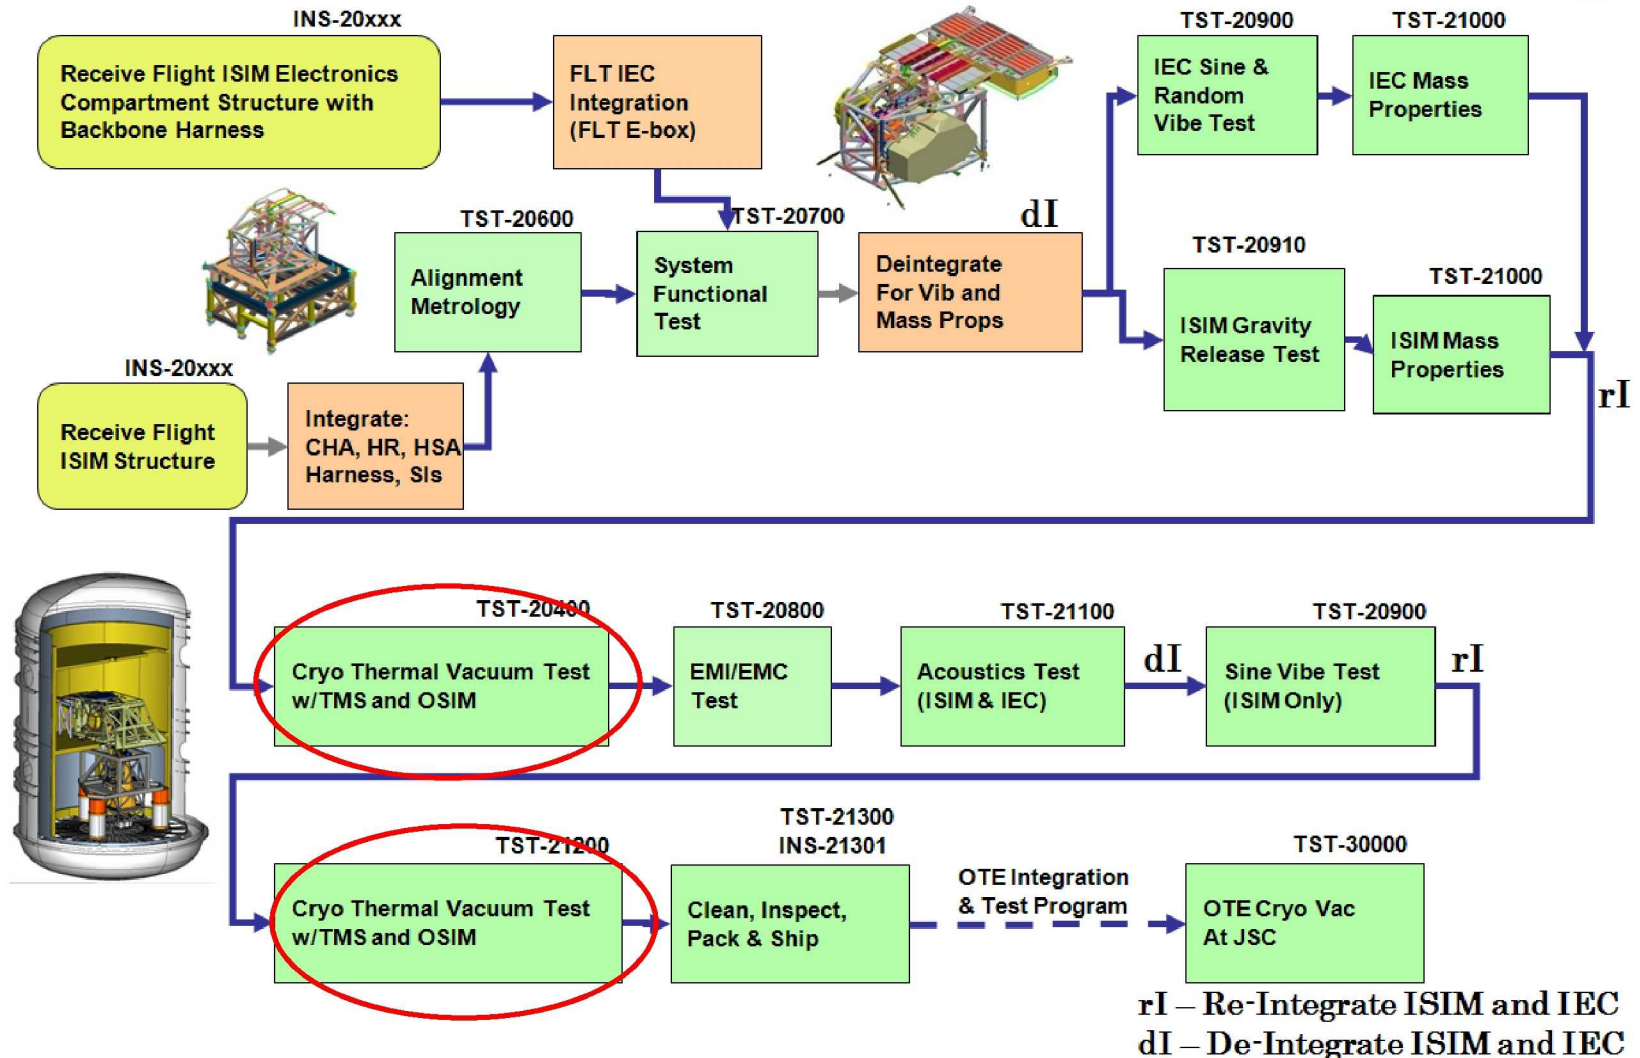 INS-20xxx
Receive Flight ISIM Electronics
Compartment Structure with
Backbone Harness
FLT IEC
Integration
(FLT E-box)
TST-20900
IEC Sine &
Random
Vibe Test
TST-21000
IEC Mass
Properties
TST-20600
Alignment
Metrology
TST-20700
System
Functional
Test
dI
Deintegrate
For Vib and
Mass Props
TST-20910
ISIM Gravity
Release Test
TST-21000
ISIM Mass
Properties
rI
INS-20xxx
Receive Flight
ISIM Structure
Integrate:
CHA, HR, HSA
Harness, SIs
TST-20400
Cryo Thermal Vacuum Test
w/TMS and OSIM
TST-20800
EMI/EMC
Test
TST-21100
Acoustics Test
(ISIM & IEC)
dI
TST-20900
Sine Vibe Test
(ISIM Only)
rI
TST-21200
Cryo Thermal Vacuum Test
w/TMS and OSIM
TST-21300
INS-21301
Clean, Inspect,
Pack & Ship
OTE Integration
& Test Program
TST-30000
OTE Cryo Vac
At JSC
rI – Re-Integrate ISIM and IEC
dI – De-Integrate ISIM and IEC